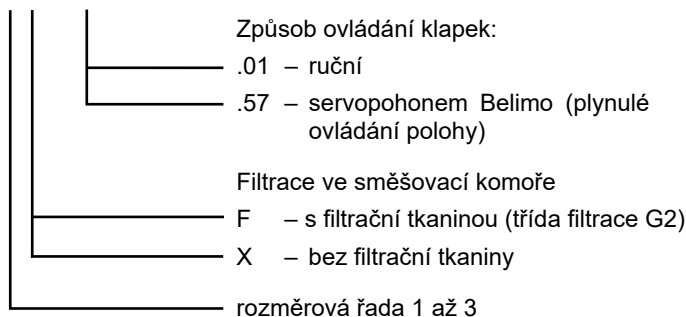 Způsob ovládání klapek:
.01 – ruční
.57 – servopohonem Belimo (plynulé
ovládání polohy)
Filtrace ve směšovací komoře
F – s filtrační tkaninou (třída filtrace G2)
X – bez filtrační tkaniny
rozměrová řada 1 až 3